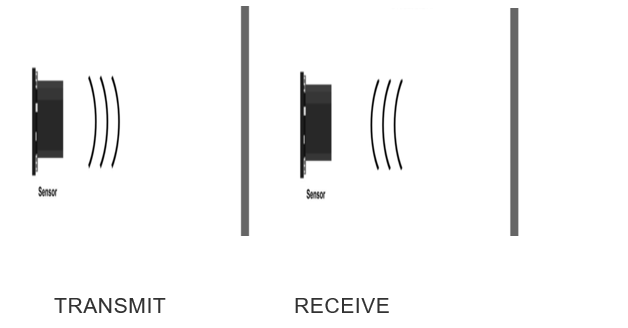 Sensor
Sensor
TRANSMIT
RECEIVE